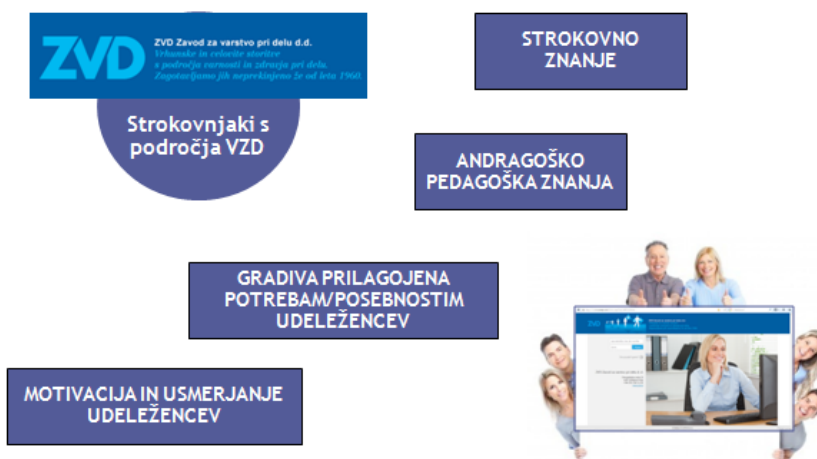 ZVD
ZVD Zavod za varstvo pri delu d.d.
Vrhunske in celovite storitve
s področja varnosti in zdravja pri delu.
Zagotavljamo jih neprekinjeno že od leta 1960.
Strokovnjaki s
področja VZD
STROKOVNO
ZNANJE
ANDRAGOŠKO
PEDAGOŠKA ZNANJA
GRADIVA PRILAGOJENA
POTREBAM/POSEBNOSTIM
UDELEŽENCEV
MOTIVACIJA IN USMERJANJE
UDELEŽENCEV
ZVD